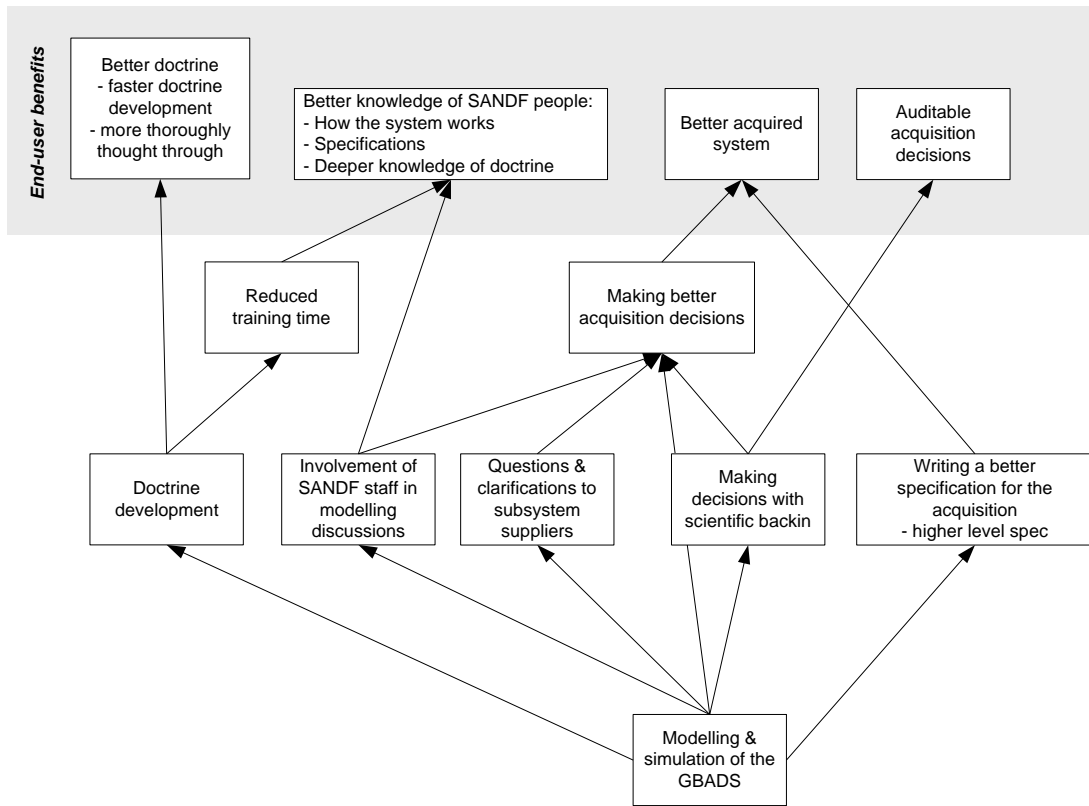 End-user benefits
Better doctrine
- faster doctrine
development
- more thoroughly
thought through
Better knowledge of SANDF people:
- How the system works
- Specifications
- Deeper knowledge of doctrine
Better acquired
system
Auditable
acquisition
decisions
Reduced
training time
Making better
acquisition decisions
Doctrine
development
Involvement of
SANDF staff in
modelling
discussions
Questions &
clarifications to
subsystem
suppliers
Making
decisions with
scientific backin
Writing a better
specification for the
acquisition
- higher level spec
Modelling &
simulation of the
GBADS